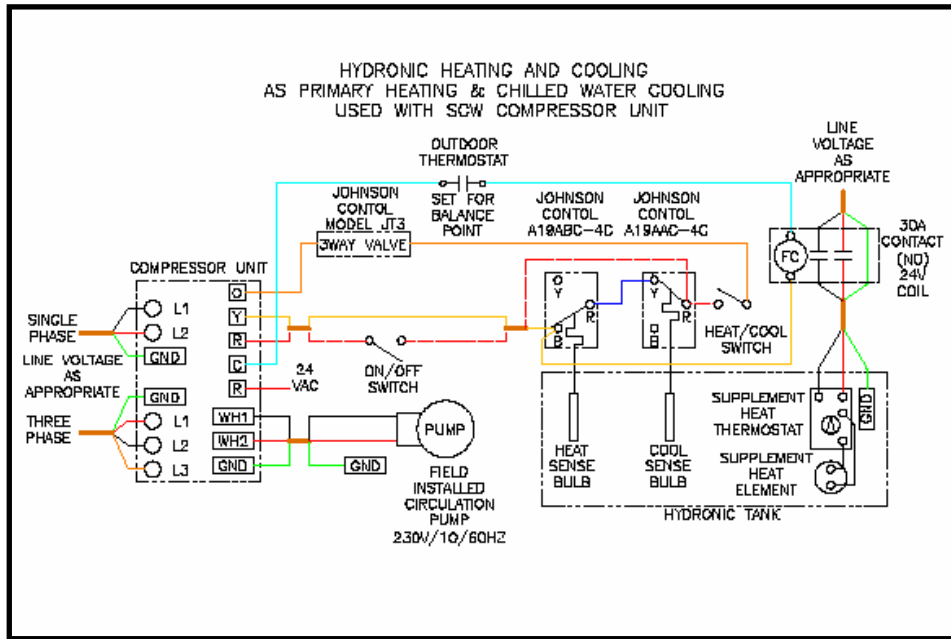 HYDRONIC HEATING AND COOLING
AS PRIMARY HEATING & CHILLED WATER COOLING
USED WITH SCW COMPRESSOR UNIT
OUTDOOR
THERMOSTAT
SET FOR
BALANCE
POINT
LINE
VOLTAGE
AS
APPROPRIATE
JOHNSON
CONTOL
MODEL JT3
3WAY VALVE
JOHNSON
CONTOL
A19ABC-4C
JOHNSON
CONTOL
A19AAC-4C
30A
CONTACT
(NO)
24V
COIL
FC
COMPRESSOR UNIT
O
Y
R
C
R
WH1
WH2
GND
SINGLE
PHASE
L1
L2
GND
LINE VOLTAGE
AS
APPROPRIATE
THREE
PHASE
GND
L1
L2
L3
24
VAC
ON/OFF
SWITCH
Y
R
B
Y
R
B
HEAT/COOL
SWITCH
PUMP
GND
FIELD
INSTALLED
CIRCULATION
PUMP
230V/1O/60HZ
HEAT
SENSE
BULB
COOL
SENSE
BULB
SUPPLEMENT
HEAT
THERMOSTAT
GND
SUPPLEMENT
HEAT
ELEMENT
HYDRONIC TANK